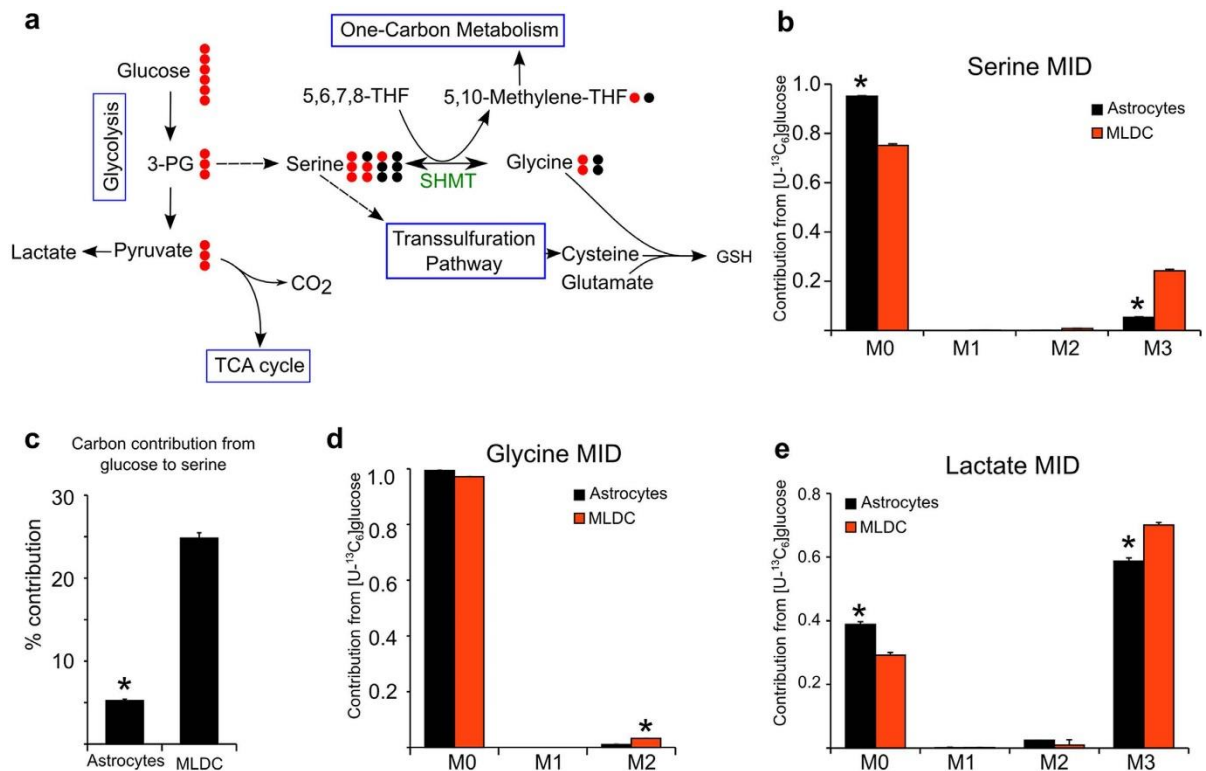 a
One-Carbon Metabolism
Glucose
5,6,7,8-THF
5,10-Methylene-THF
Glycolysis
3-PG
Serine
Glycine
SHMT
Lactate
Pyruvate
CO2
Transsulfuration
Pathway
Cysteine
Glutamate
GSH
TCA cycle
b
Serine MID
Contribution from [U-¹³C₆]glucose
1.0
0.8
0.6
0.4
0.2
*
*
Astrocytes
MLDC
M0
M1
M2
M3
c
Carbon contribution from
glucose to serine
% contribution
30
25
10
5
*
Astrocytes
MLDC
d
Glycine MID
Contribution from [U-¹³C₆]glucose
1.0
0.8
0.6
0.4
0.2
Astrocytes
MLDC
*
M0
M1
M2
e
Lactate MID
Contribution from [U-¹³C₆]glucose
0.8
0.6
0.4
0.2
Astrocytes
MLDC
*
*
M0
M1
M2
M3